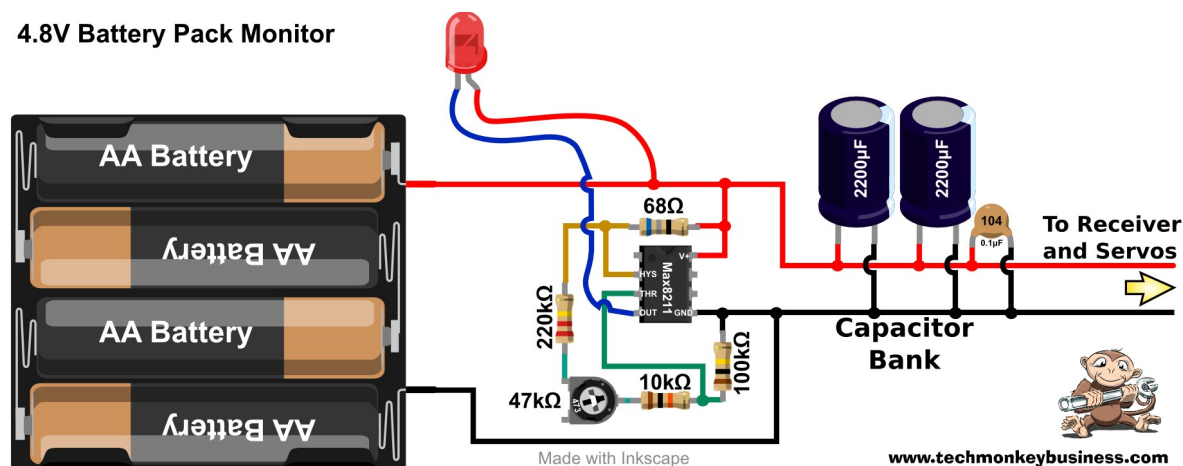 4.8V Battery Pack Monitor
AA Battery
AA Battery
AA Battery
AA Battery
68Ω
V+
HYS
THR
OUT
GND
Max8211
220kΩ
47kΩ
473
10kΩ
100kΩ
2200µF
2200µF
104
0.1µF
To Receiver
and Servos
Capacitor
Bank
Made with Inkscape
www.techmonkeybusiness.com